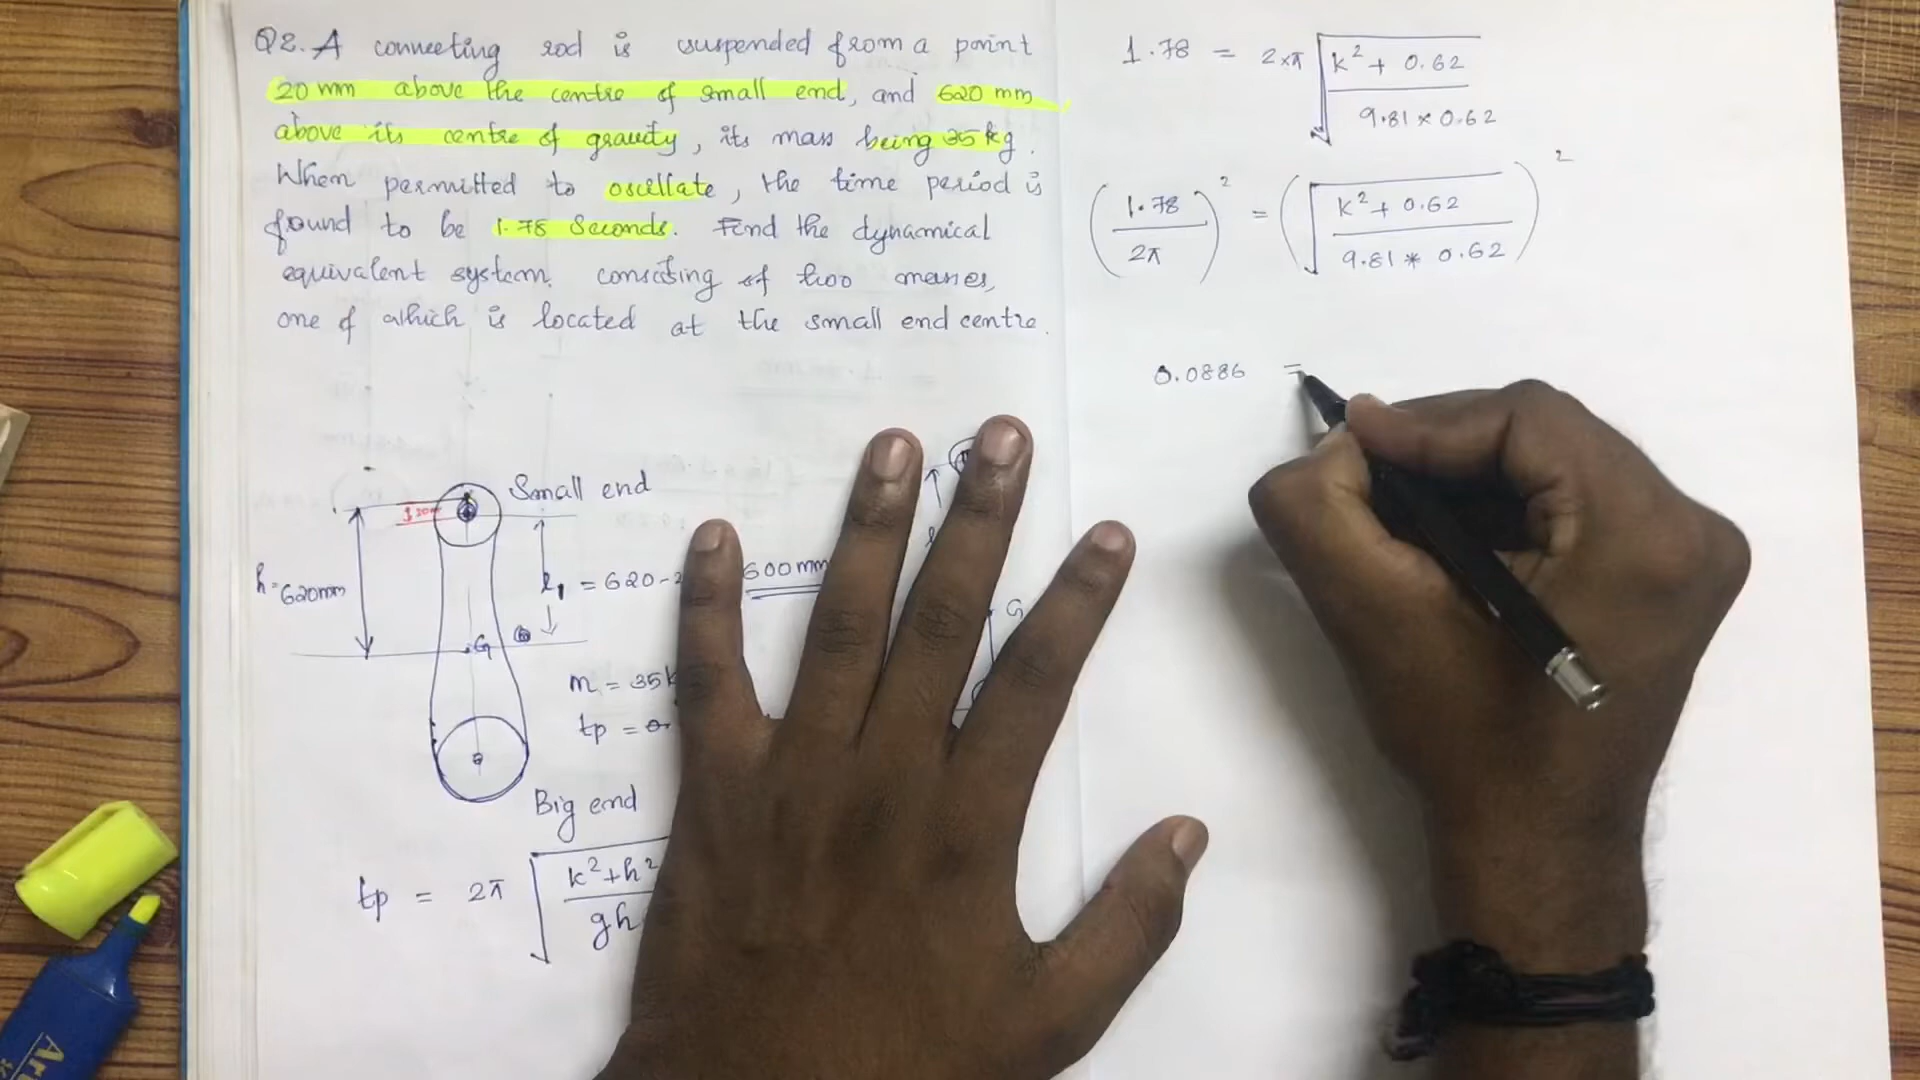 Q2. A connecting rod is suspended from a point
20 mm above the centre of small end, and 620 mm
above its centre of gravity, its mass being 35 kg.
When permitted to oscillate, the time period is
found to be 1.78 Seconds. Find the dynamical
equivalent system consisting of two masses,
one of which is located at the small end centre.
Small end
h = 620mm
l₁ = 620-2
600mm
G
G
m = 35k
tp =
Big end
tp = 2π √ k²+h²
gh
1.78 = 2×π √ k² + 0.62
9.81 × 0.62
( 1.78 )² = ( √ k² + 0.62 )²
2π 9.81 * 0.62
0.0886 =